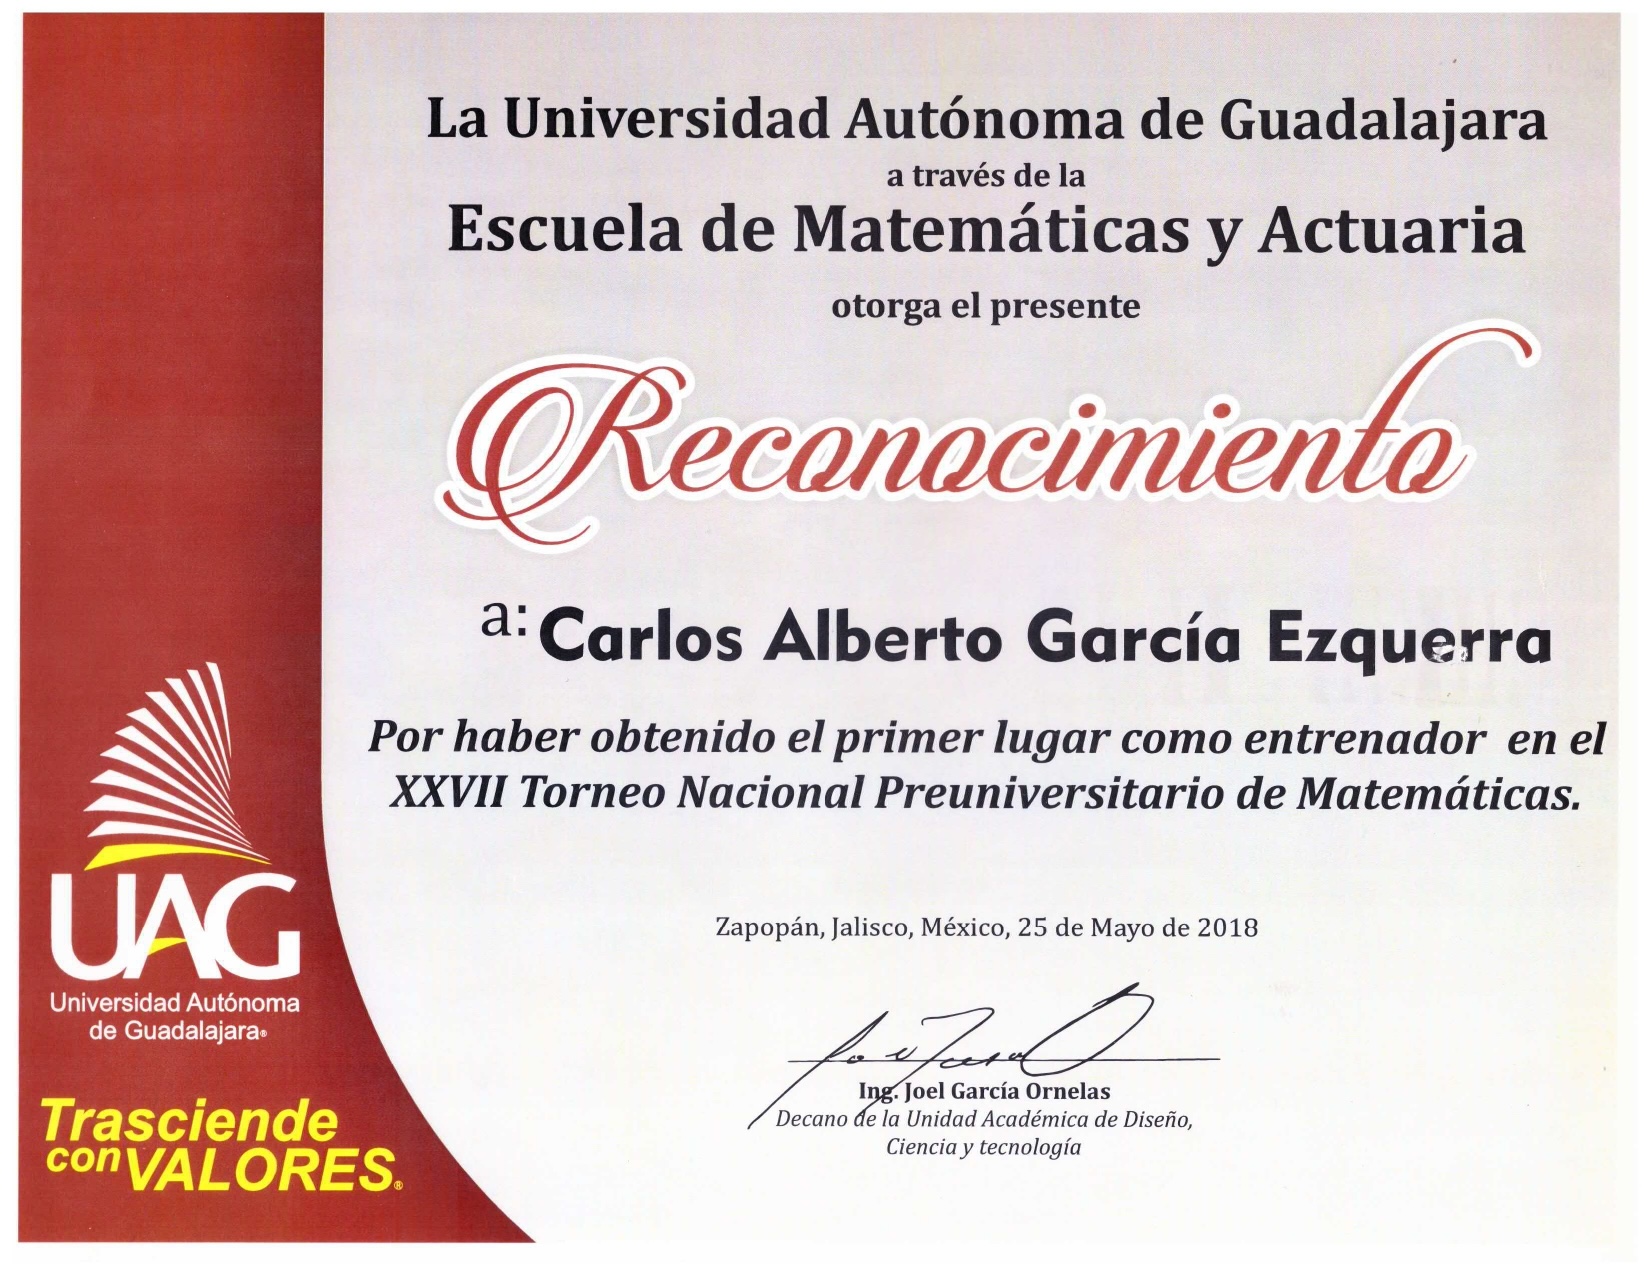 La Universidad Autónoma de Guadalajara
a través de la
Escuela de Matemáticas y Actuaria
otorga el presente
Reconocimiento
a: Carlos Alberto García Ezquerra
Por haber obtenido el primer lugar como entrenador en el
XXVII Torneo Nacional Preuniversitario de Matemáticas.
Zapopán, Jalisco, México, 25 de Mayo de 2018
Ing. Joel García Ornelas
Decano de la Unidad Académica de Diseño,
Ciencia y tecnología
UAG
Universidad Autónoma
de Guadalajara®
Trasciende
con VALORES®